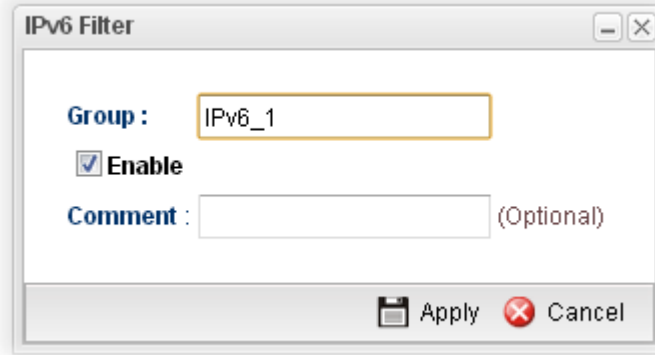 IPv6 Filter
Group : IPv6_1
Enable
Comment : (Optional)
Apply Cancel